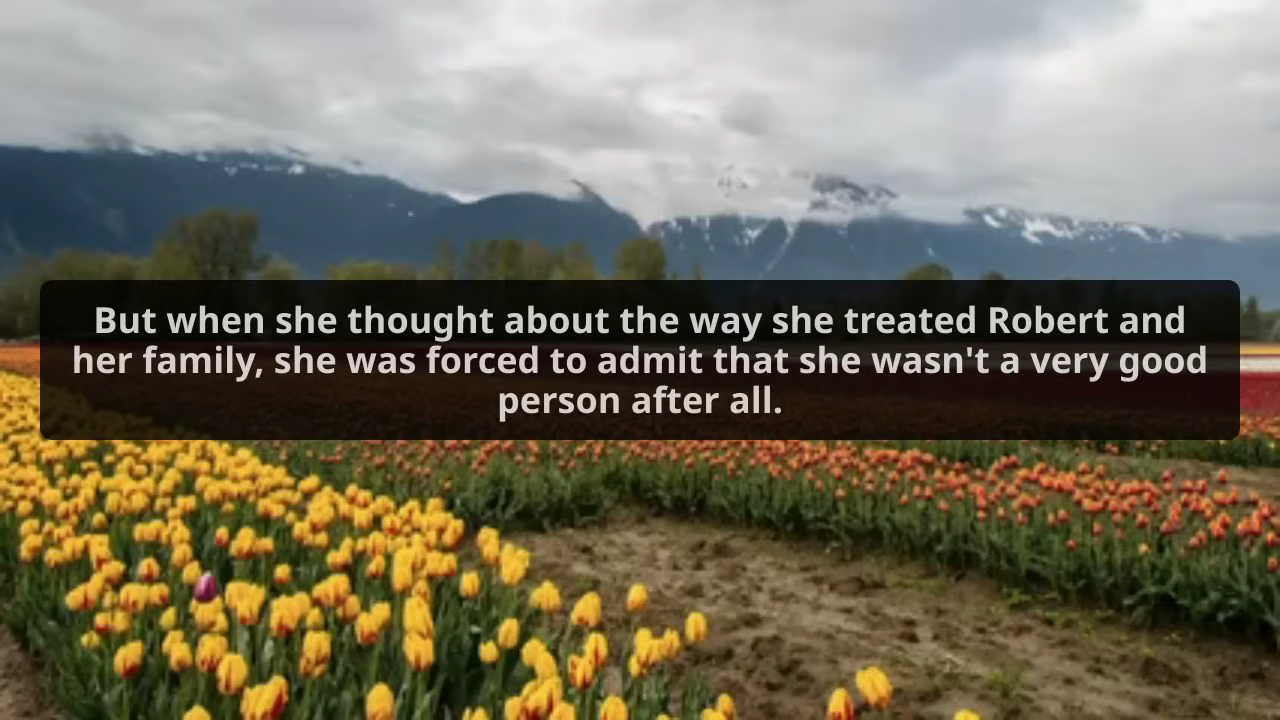 But when she thought about the way she treated Robert and
her family, she was forced to admit that she wasn't a very good
person after all.